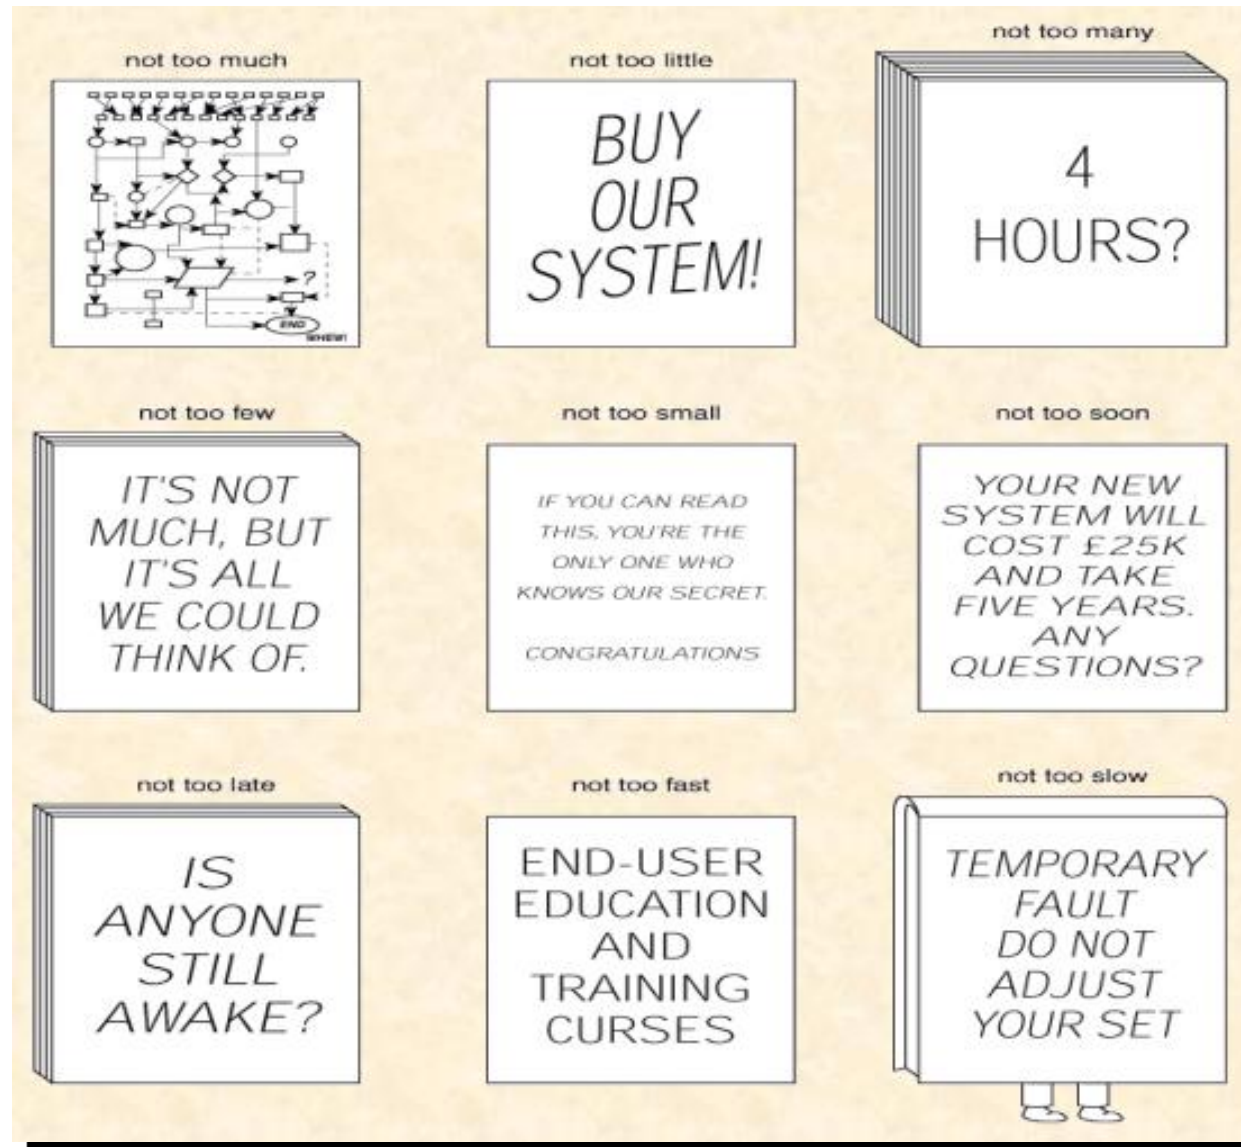 not too much
?
END
WHEW!
not too little
BUY
OUR
SYSTEM!
not too many
4
HOURS?
not too few
IT'S NOT
MUCH, BUT
IT'S ALL
WE COULD
THINK OF.
not too small
IF YOU CAN READ
THIS, YOU'RE THE
ONLY ONE WHO
KNOWS OUR SECRET.
CONGRATULATIONS
not too soon
YOUR NEW
SYSTEM WILL
COST £25K
AND TAKE
FIVE YEARS.
ANY
QUESTIONS?
not too late
IS
ANYONE
STILL
AWAKE?
not too fast
END-USER
EDUCATION
AND
TRAINING
CURSES
not too slow
TEMPORARY
FAULT
DO NOT
ADJUST
YOUR SET